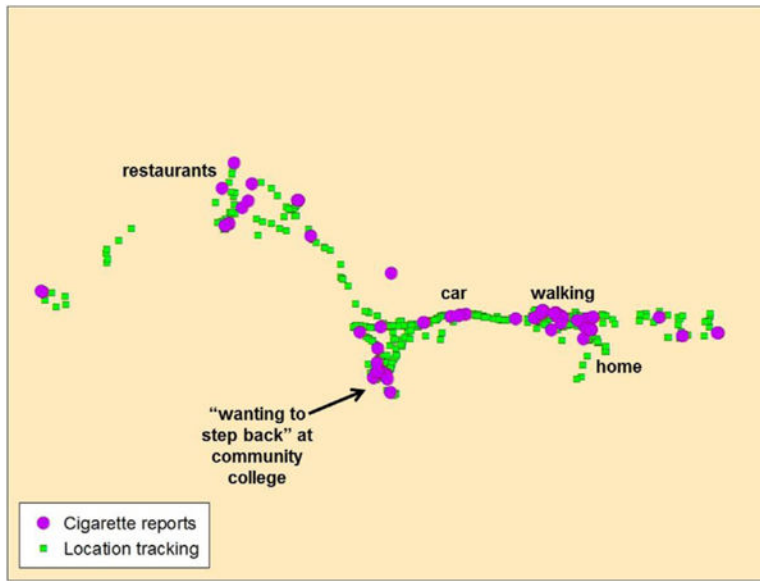 restaurants
car
walking
home
“wanting to
step back” at
community
college
Cigarette reports
Location tracking